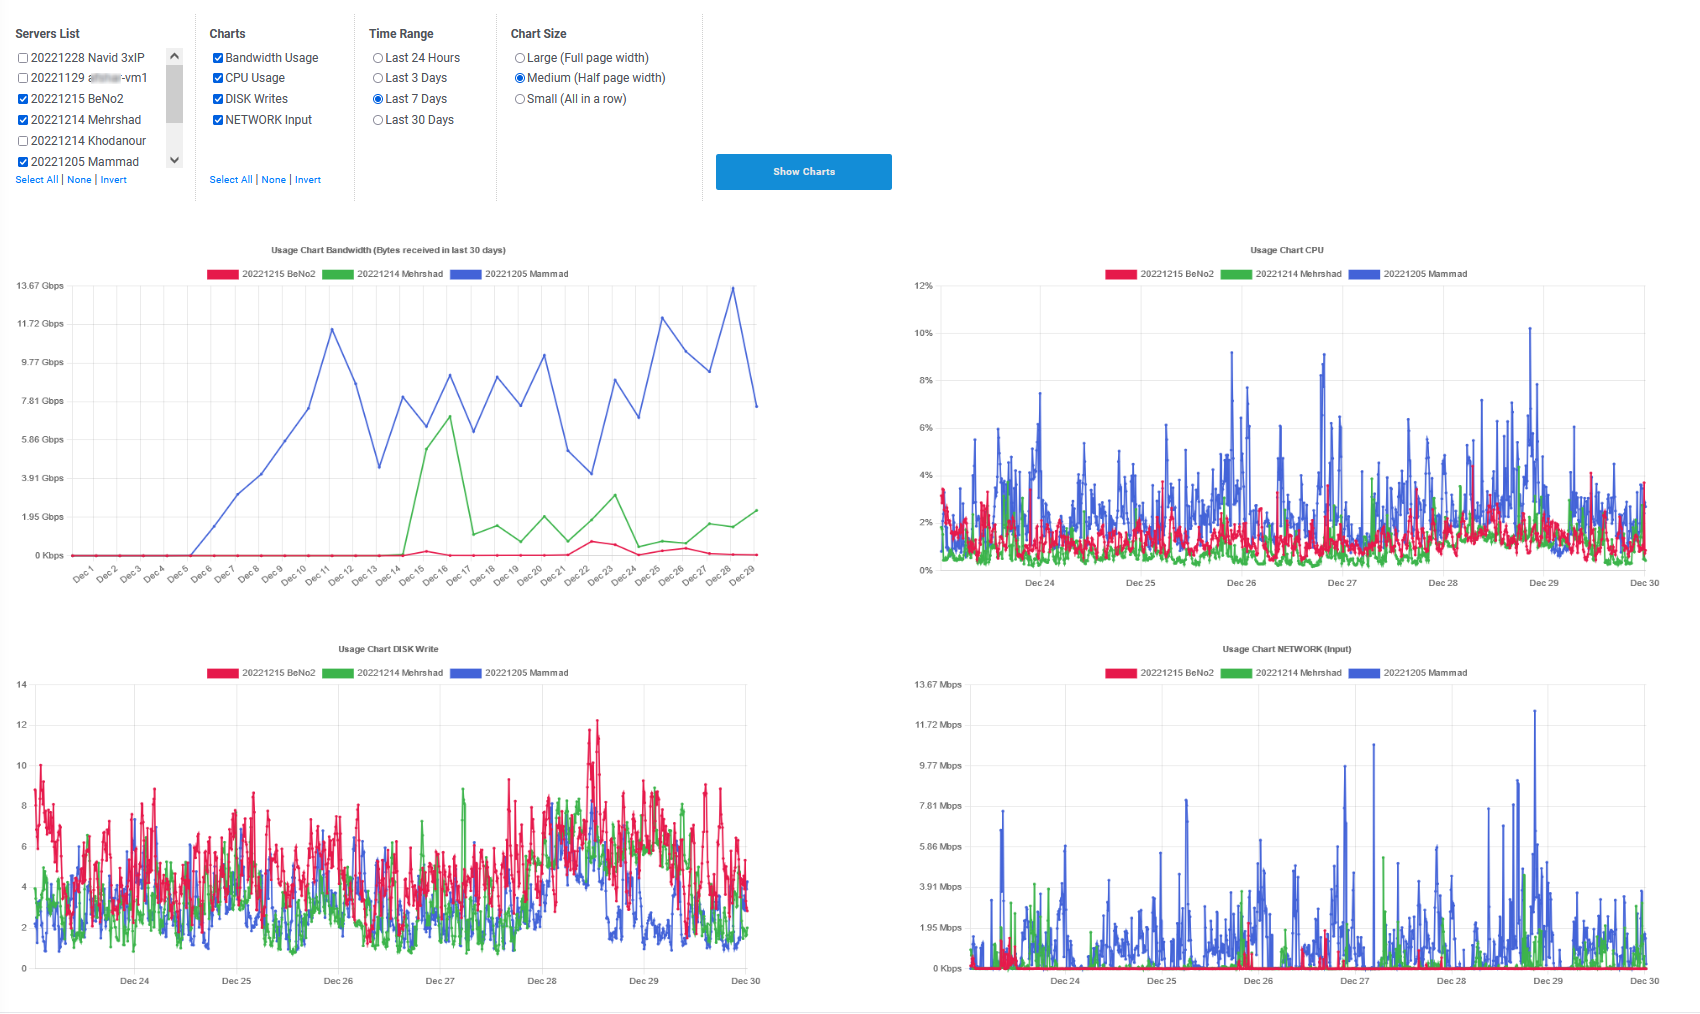 Servers List
20221228 Navid 3xIP
20221129 -vm1
20221215 BeNo2
20221214 Mehrshad
20221214 Khodanour
20221205 Mammad
Select All | None | Invert
Charts
Bandwidth Usage
CPU Usage
DISK Writes
NETWORK Input
Select All | None | Invert
Time Range
Last 24 Hours
Last 3 Days
Last 7 Days
Last 30 Days
Chart Size
Large (Full page width)
Medium (Half page width)
Small (All in a row)
Show Charts
Usage Chart Bandwidth (Bytes received in last 30 days)
20221215 BeNo2 20221214 Mehrshad 20221205 Mammad
13.67 Gbps
11.72 Gbps
9.77 Gbps
7.81 Gbps
5.86 Gbps
3.91 Gbps
1.95 Gbps
0 Kbps
Dec 1 Dec 2 Dec 3 Dec 4 Dec 5 Dec 6 Dec 7 Dec 8 Dec 9 Dec 10 Dec 11 Dec 12 Dec 13 Dec 14 Dec 15 Dec 16 Dec 17 Dec 18 Dec 19 Dec 20 Dec 21 Dec 22 Dec 23 Dec 24 Dec 25 Dec 26 Dec 27 Dec 28 Dec 29
Usage Chart CPU
20221215 BeNo2 20221214 Mehrshad 20221205 Mammad
12%
10%
8%
6%
4%
2%
0%
Dec 24 Dec 25 Dec 26 Dec 27 Dec 28 Dec 29 Dec 30
Usage Chart DISK Write
20221215 BeNo2 20221214 Mehrshad 20221205 Mammad
14
12
10
8
6
4
2
0
Dec 24 Dec 25 Dec 26 Dec 27 Dec 28 Dec 29 Dec 30
Usage Chart NETWORK (Input)
20221215 BeNo2 20221214 Mehrshad 20221205 Mammad
13.67 Mbps
11.72 Mbps
9.77 Mbps
7.81 Mbps
5.86 Mbps
3.91 Mbps
1.95 Mbps
0 Kbps
Dec 24 Dec 25 Dec 26 Dec 27 Dec 28 Dec 29 Dec 30